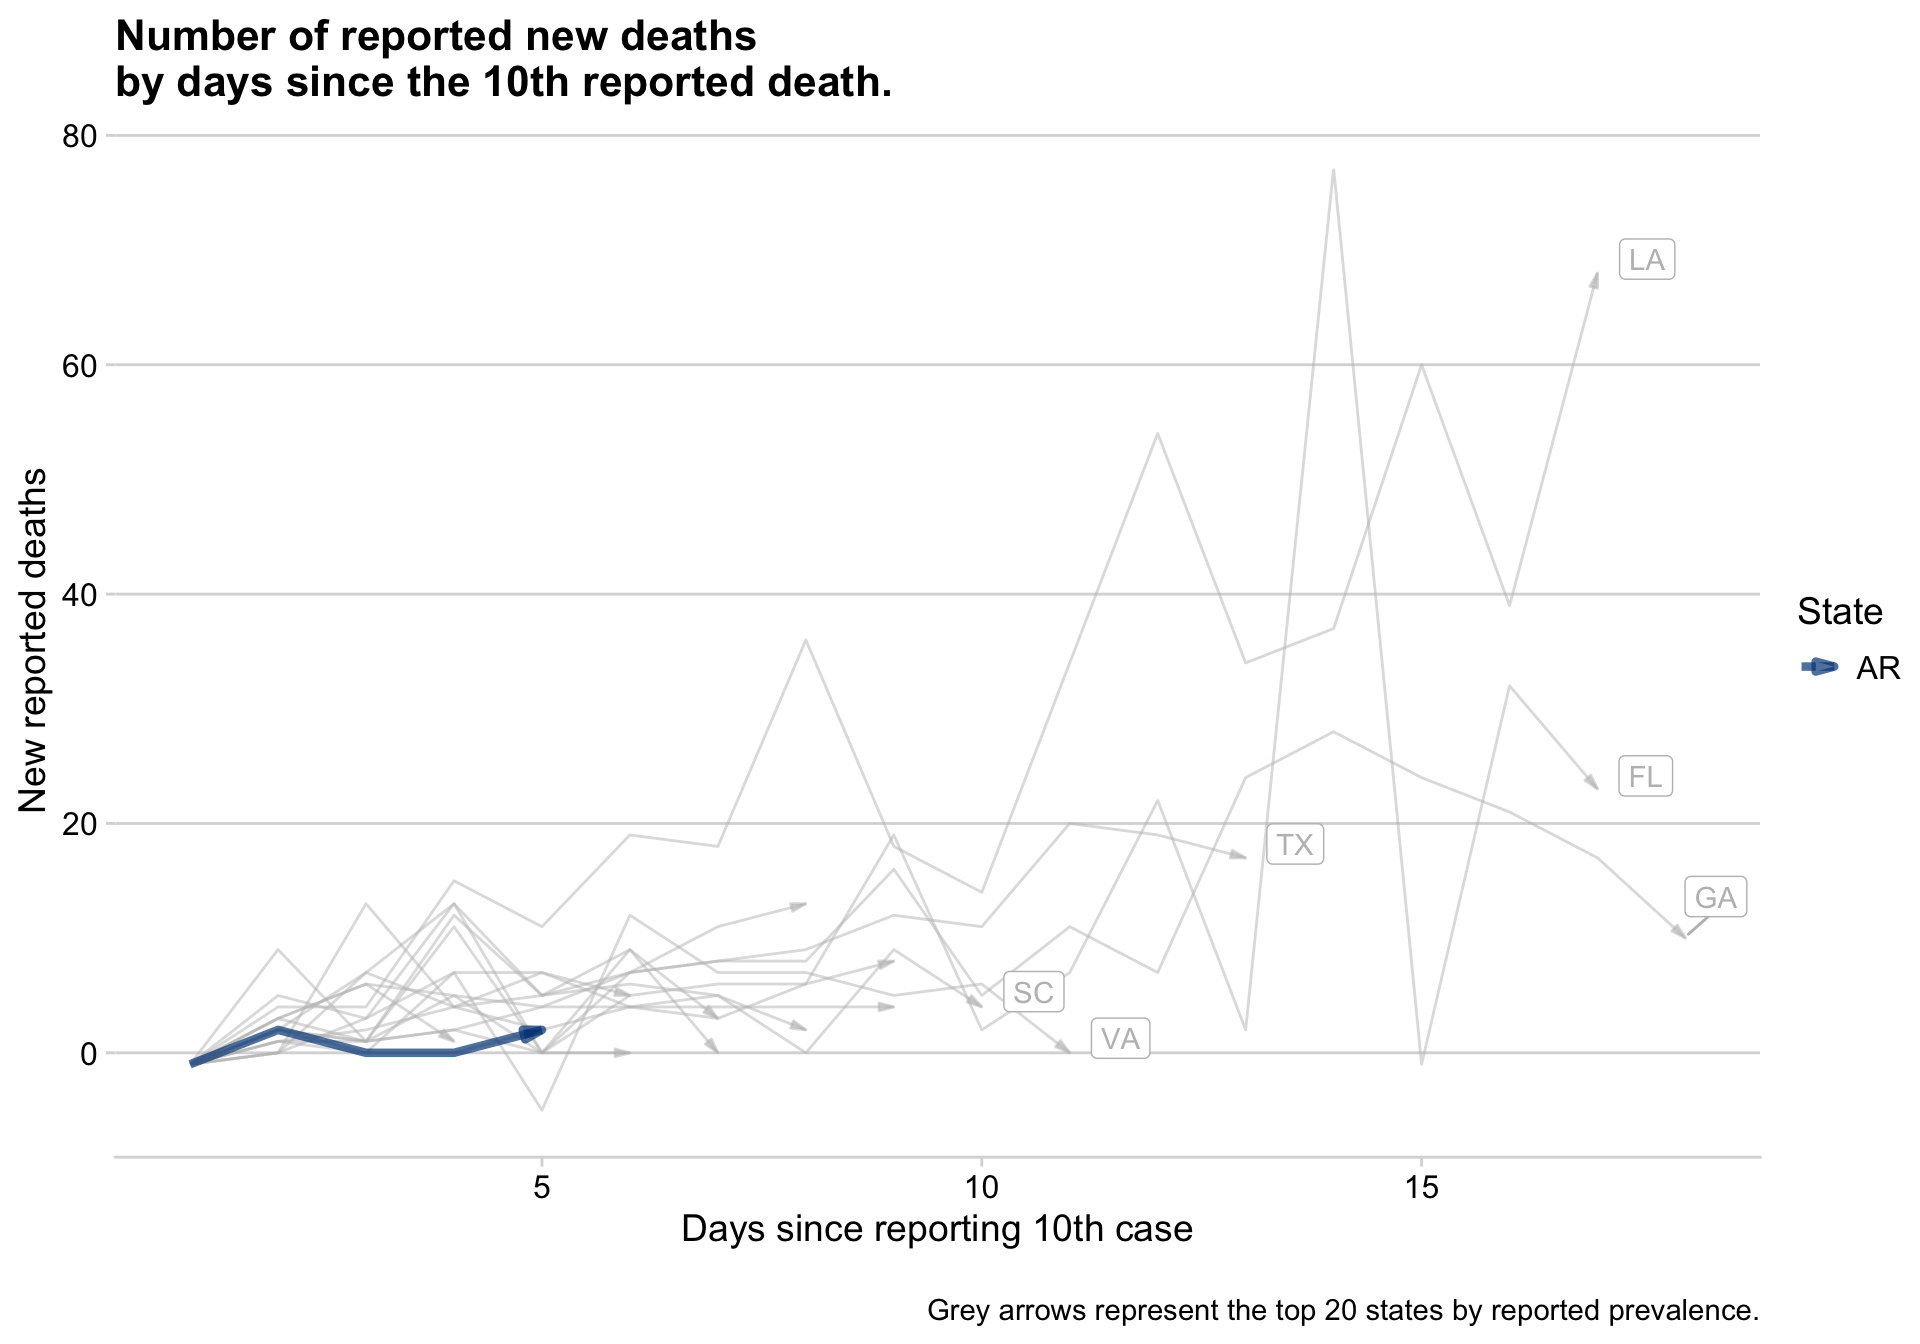 Number of reported new deaths
by days since the 10th reported death.
80
60
40
20
0
New reported deaths
LA
FL
TX
GA
SC
VA
State
AR
5
10
15
Days since reporting 10th case
Grey arrows represent the top 20 states by reported prevalence.